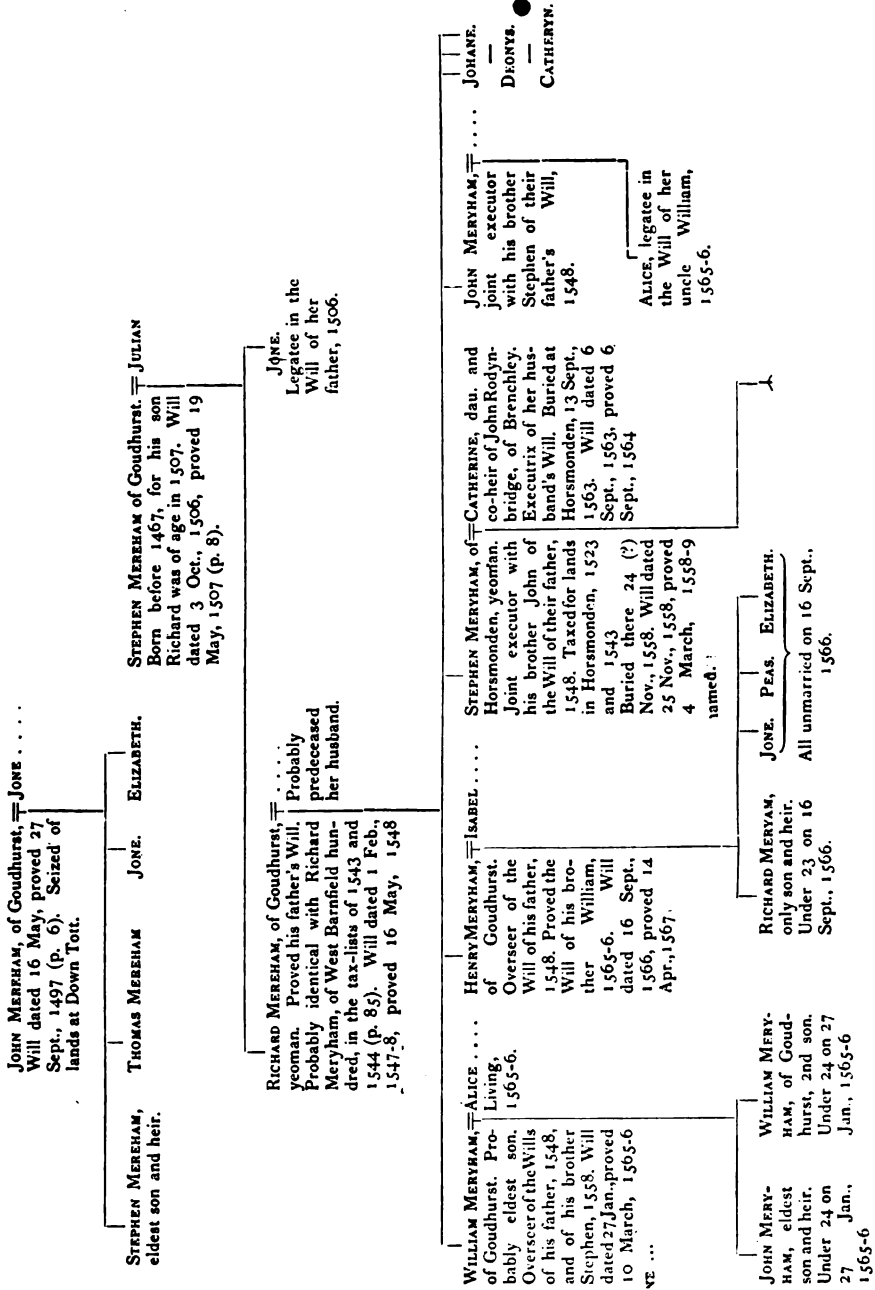 JOHN MEREHAM, of Goudhurst, = JONE ....
Will dated 16 May, proved 27
Sept., 1497 (p. 6). Seized of
lands at Down Tott.
STEPHEN MEREHAM,
eldest son and heir.
THOMAS MEREHAM
JONE.
ELIZABETH.
STEPHEN MEREHAM of Goudhurst. = JULIAN
Born before 1467, for his son
Richard was of age in 1507. Will
dated 3 Oct., 1506, proved 19
May, 1507 (p. 8).
RICHARD MEREHAM, of Goudhurst, = ....
yeoman. Proved his father's Will.
Probably identical with Richard
Meryham, of West Barnfield hun-
dred, in the tax-lists of 1543 and
1544 (p. 85). Will dated 1 Feb.,
1547-8, proved 16 May, 1548
Probably
predeceased
her husband.
JONE.
Legatee in the
Will of her
father, 1506.
WILLIAM MERYHAM, = ALICE ....
of Goudhurst. Pro-
bably eldest son.
Overseer of the Wills
of his father, 1548,
and of his brother
Stephen, 1558. Will
dated 27 Jan., proved
10 March, 1565-6
NE ...
Living,
1565-6.
HENRY MERYHAM, = ISABEL ....
of Goudhurst.
Overseer of the
Will of his father,
1548. Proved the
Will of his bro-
ther William,
1565-6. Will
dated 16 Sept.,
1566, proved 14
Apr., 1567.
STEPHEN MERYHAM, of = CATHERINE, dau. and
Horsmonden, yeoman.
Joint executor with
his brother John of
the Will of their father,
1548. Taxed for lands
in Horsmonden, 1523
and 1543
Buried there 24 (?)
Nov., 1558. Will dated
25 Nov., 1558, proved
4 March, 1558-9
named.
co-heir of John Rodyn-
bridge, of Brenchley.
Executrix of her hus-
band's Will. Buried at
Horsmonden, 13 Sept.,
1563. Will dated 6
Sept., 1563, proved 6
Sept., 1564
JOHN MERYHAM, = ....
joint executor
with his brother
Stephen of their
father's Will,
1548.
JOHANE.
—
DEONYS.
—
CATHERYN.
JOHN MERY-
HAM, eldest
son and heir.
Under 24 on
27 Jan.,
1565-6
WILLIAM MERY-
HAM, of Goud-
hurst, 2nd son.
Under 24 on 27
Jan., 1565-6
RICHARD MERYAM,
only son and heir.
Under 23 on 16
Sept., 1566.
JONE. PEAS. ELIZABETH.
All unmarried on 16 Sept.,
1566.
ALICE, legatee in
the Will of her
uncle William,
1565-6.